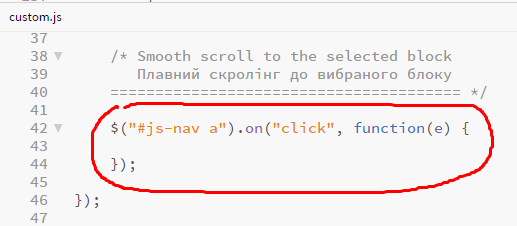 custom.js
37
38 /* Smooth scroll to the selected block
39 Плавний скролінг до вибраного блоку
40 ====================================== */
41
42 $("#js-nav a").on("click", function(e) {
43
44 });
45
46 });
47